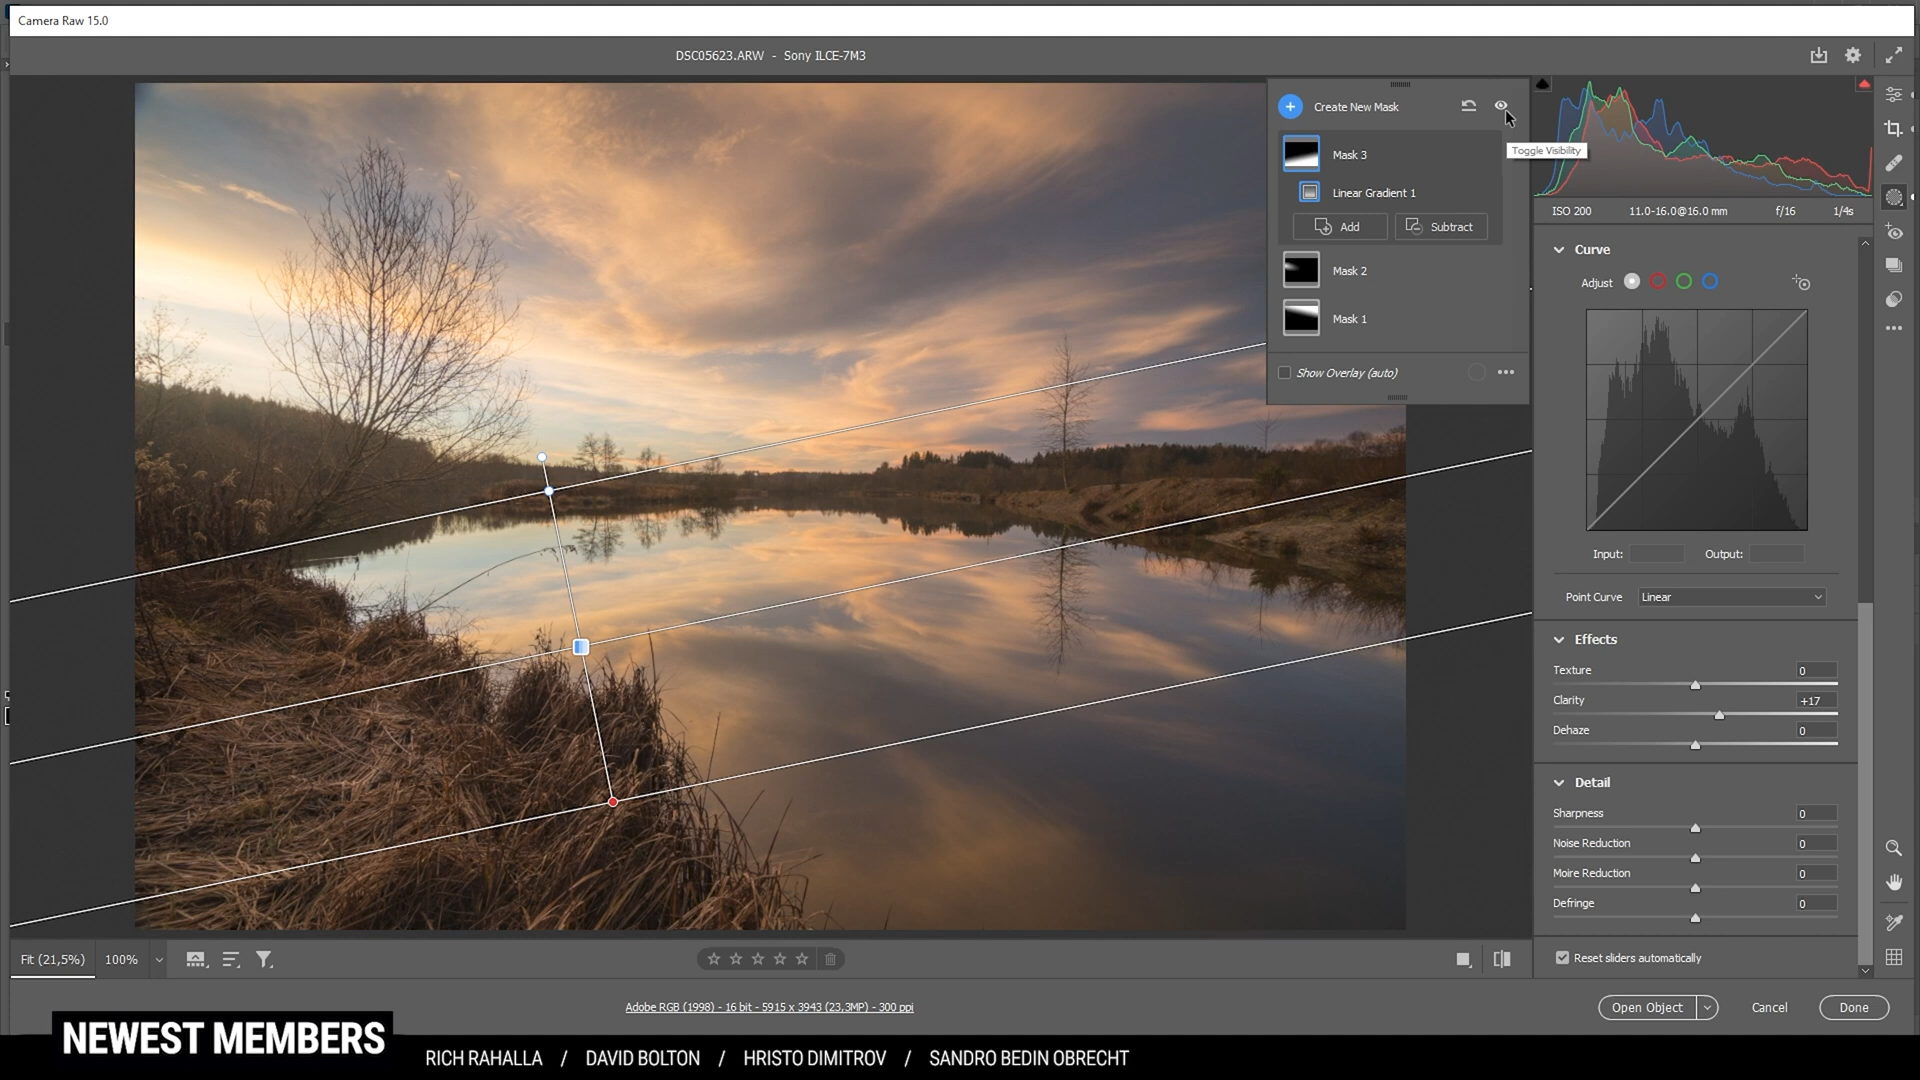 Camera Raw 15.0
DSC05623.ARW - Sony ILCE-7M3
Create New Mask
Toggle Visibility
Mask 3
Linear Gradient 1
Add
Subtract
Mask 2
Mask 1
Show Overlay (auto)
ISO 200
11.0-16.0@16.0 mm
f/16
1/4s
Curve
Adjust
Input:
Output:
Point Curve
Linear
Effects
Texture
0
Clarity
+17
Dehaze
0
Detail
Sharpness
0
Noise Reduction
0
Moire Reduction
0
Defringe
0
Reset sliders automatically
Fit (21,5%)
100%
Adobe RGB (1998) - 16 bit - 5915 x 3943 (23,3MP) - 300 ppi
Open Object
Cancel
Done
NEWEST MEMBERS
RICH RAHALLA / DAVID BOLTON / HRISTO DIMITROV / SANDRO BEDIN OBRECHT